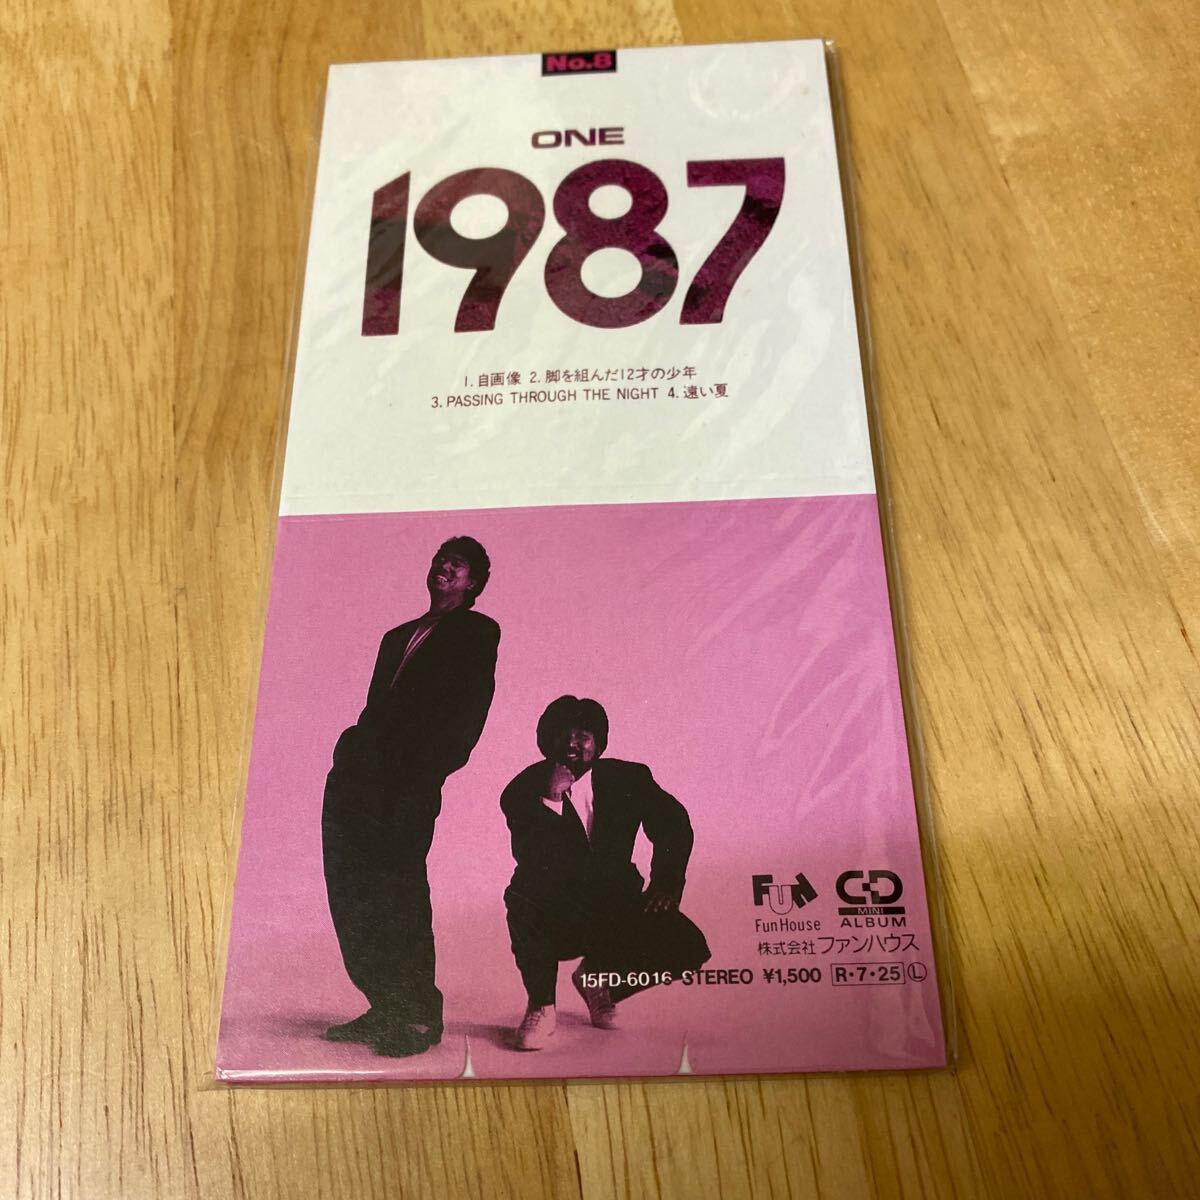 No.8
ONE
1987
1. 自画像 2. 脚を組んだ12才の少年
3. PASSING THROUGH THE NIGHT 4. 遠い夏
FUN
Fun House
CD
MINI
ALBUM
株式会社ファンハウス
15FD-6016 STEREO ¥1,500 R・7・25 Ⓛ